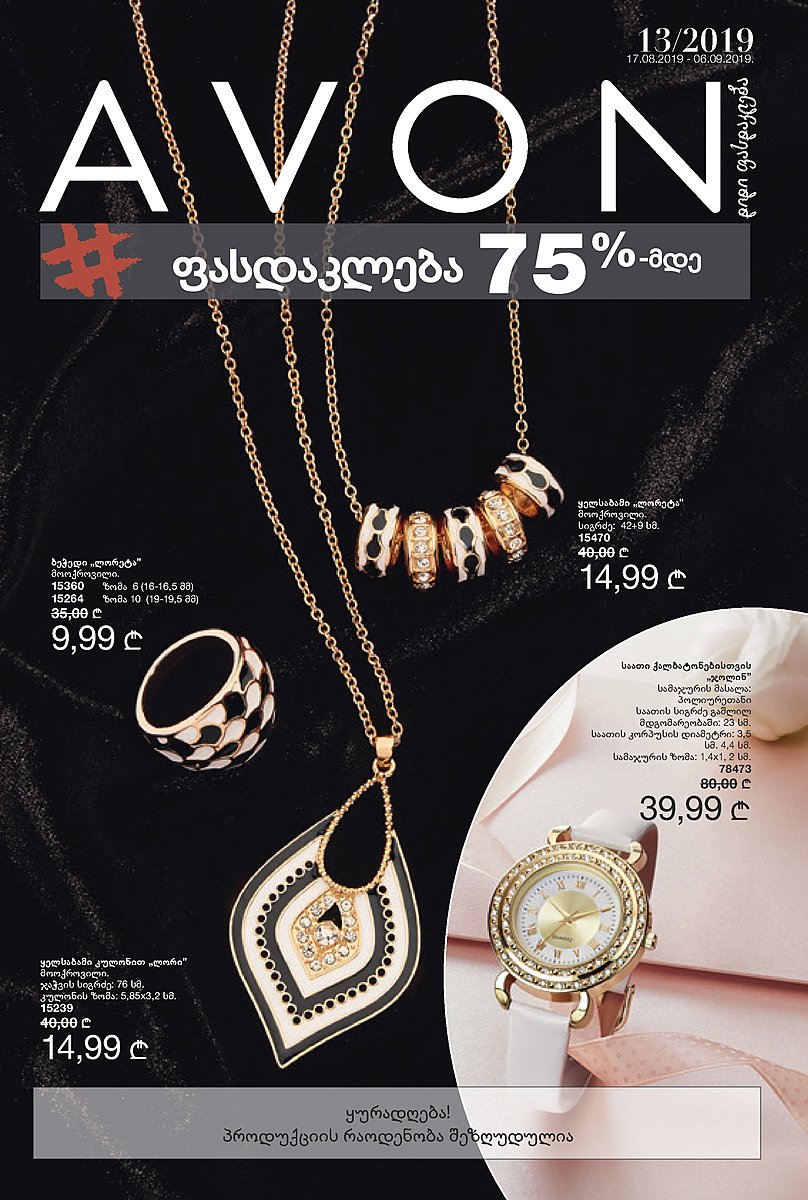 13/2019
17.08.2019 - 06.09.2019.
AVON
დიდი ფასდაკლება
# ფასდაკლება 75%-მდე
ყელსაბამი „ლორეტა”
მოოქროვილი.
სიგრძე: 42+9 სმ.
15470
40,00 ₾
14,99 ₾
ბეჭედი „ლორეტა”
მოოქროვილი.
15360 ზომა 6 (16-16,5 მმ)
15264 ზომა 10 (19-19,5 მმ)
35,00 ₾
9,99 ₾
საათი ქალბატონებისთვის
„ჯოლინ”
სამაჯურის მასალა:
პოლიურეთანი
საათის სიგრძე გაშლილ
მდგომარეობაში: 23 სმ.
საათის კორპუსის დიამეტრი: 3,5
სმ. 4,4 სმ.
სამაჯურის ზომა: 1,4x1, 2 სმ.
78473
80,00 ₾
39,99 ₾
ყელსაბამი კულონით „ლორი”
მოოქროვილი.
ჯაჭვის სიგრძე: 76 სმ.
კულონის ზომა: 5,85x3,2 სმ.
15239
40,00 ₾
14,99 ₾
ყურადღება!
პროდუქციის რაოდენობა შეზღუდულია